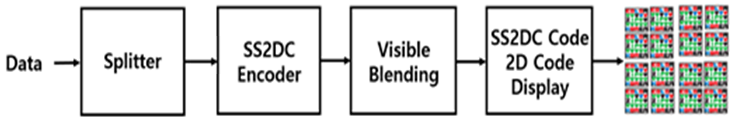 Data
Splitter
SS2DC
Encoder
Visible
Blending
SS2DC Code
2D Code
Display